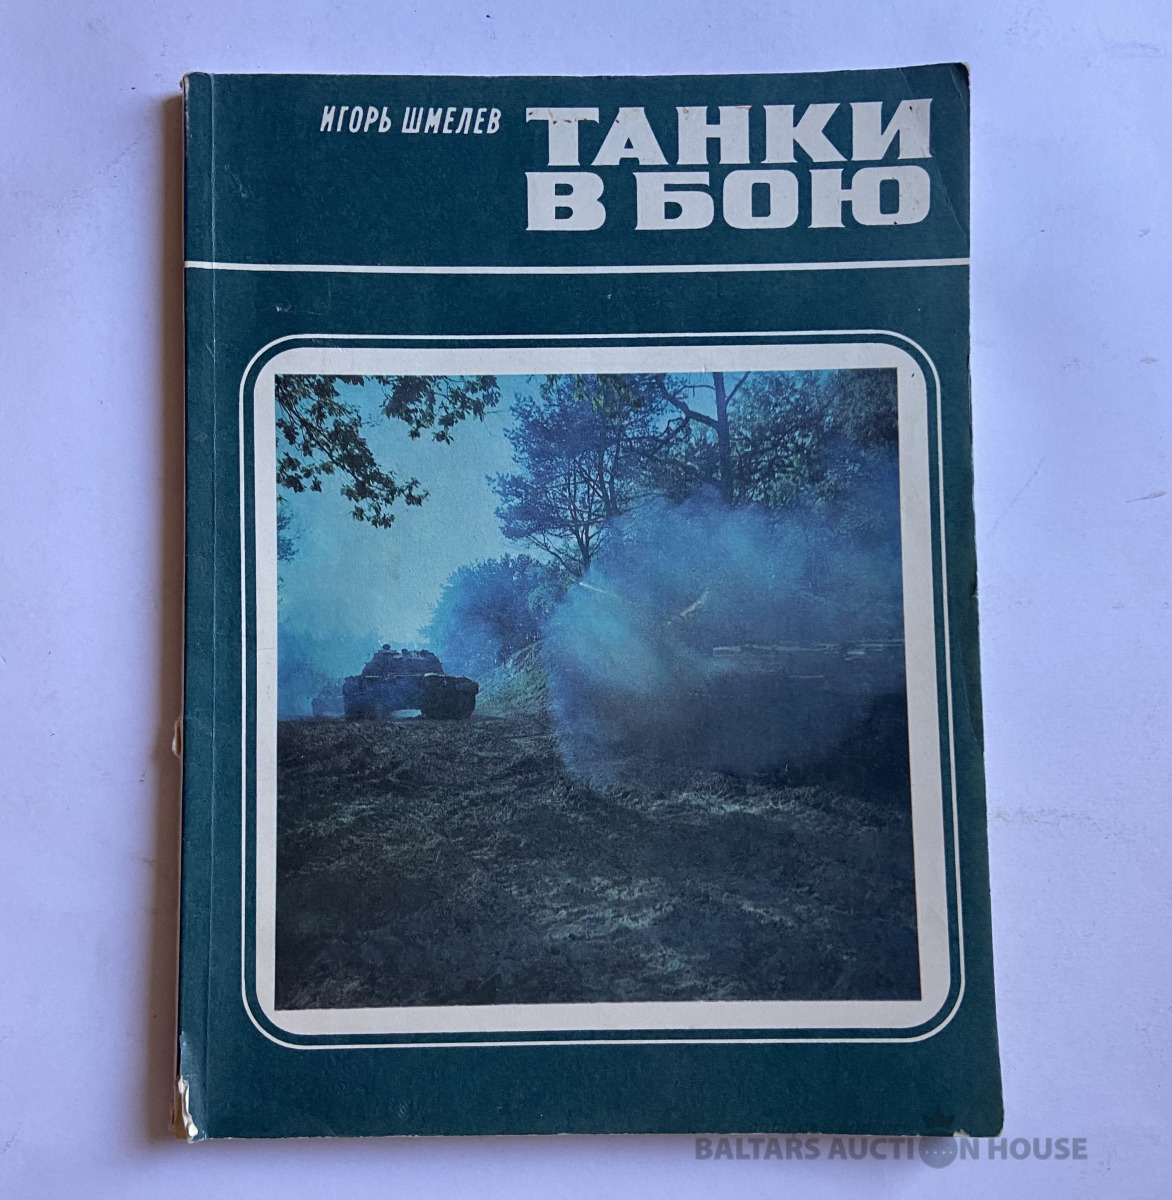 ИГОРЬ ШМЕЛЕВ
ТАНКИ
В БОЮ
BALTARS AUCTION HOUSE